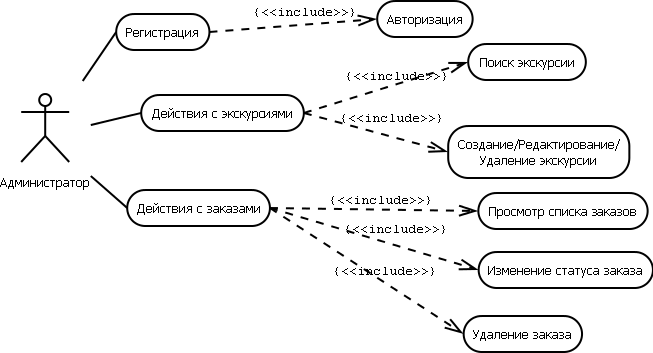 Регистрация
{<<include>>}
Авторизация
Поиск экскурсии
{<<include>>}
Действия с экскурсиями
{<<include>>}
Создание/Редактирование/
Удаление экскурсии
Администратор
Действия с заказами
{<<include>>}
Просмотр списка заказов
{<<include>>}
Изменение статуса заказа
{<<include>>}
Удаление заказа